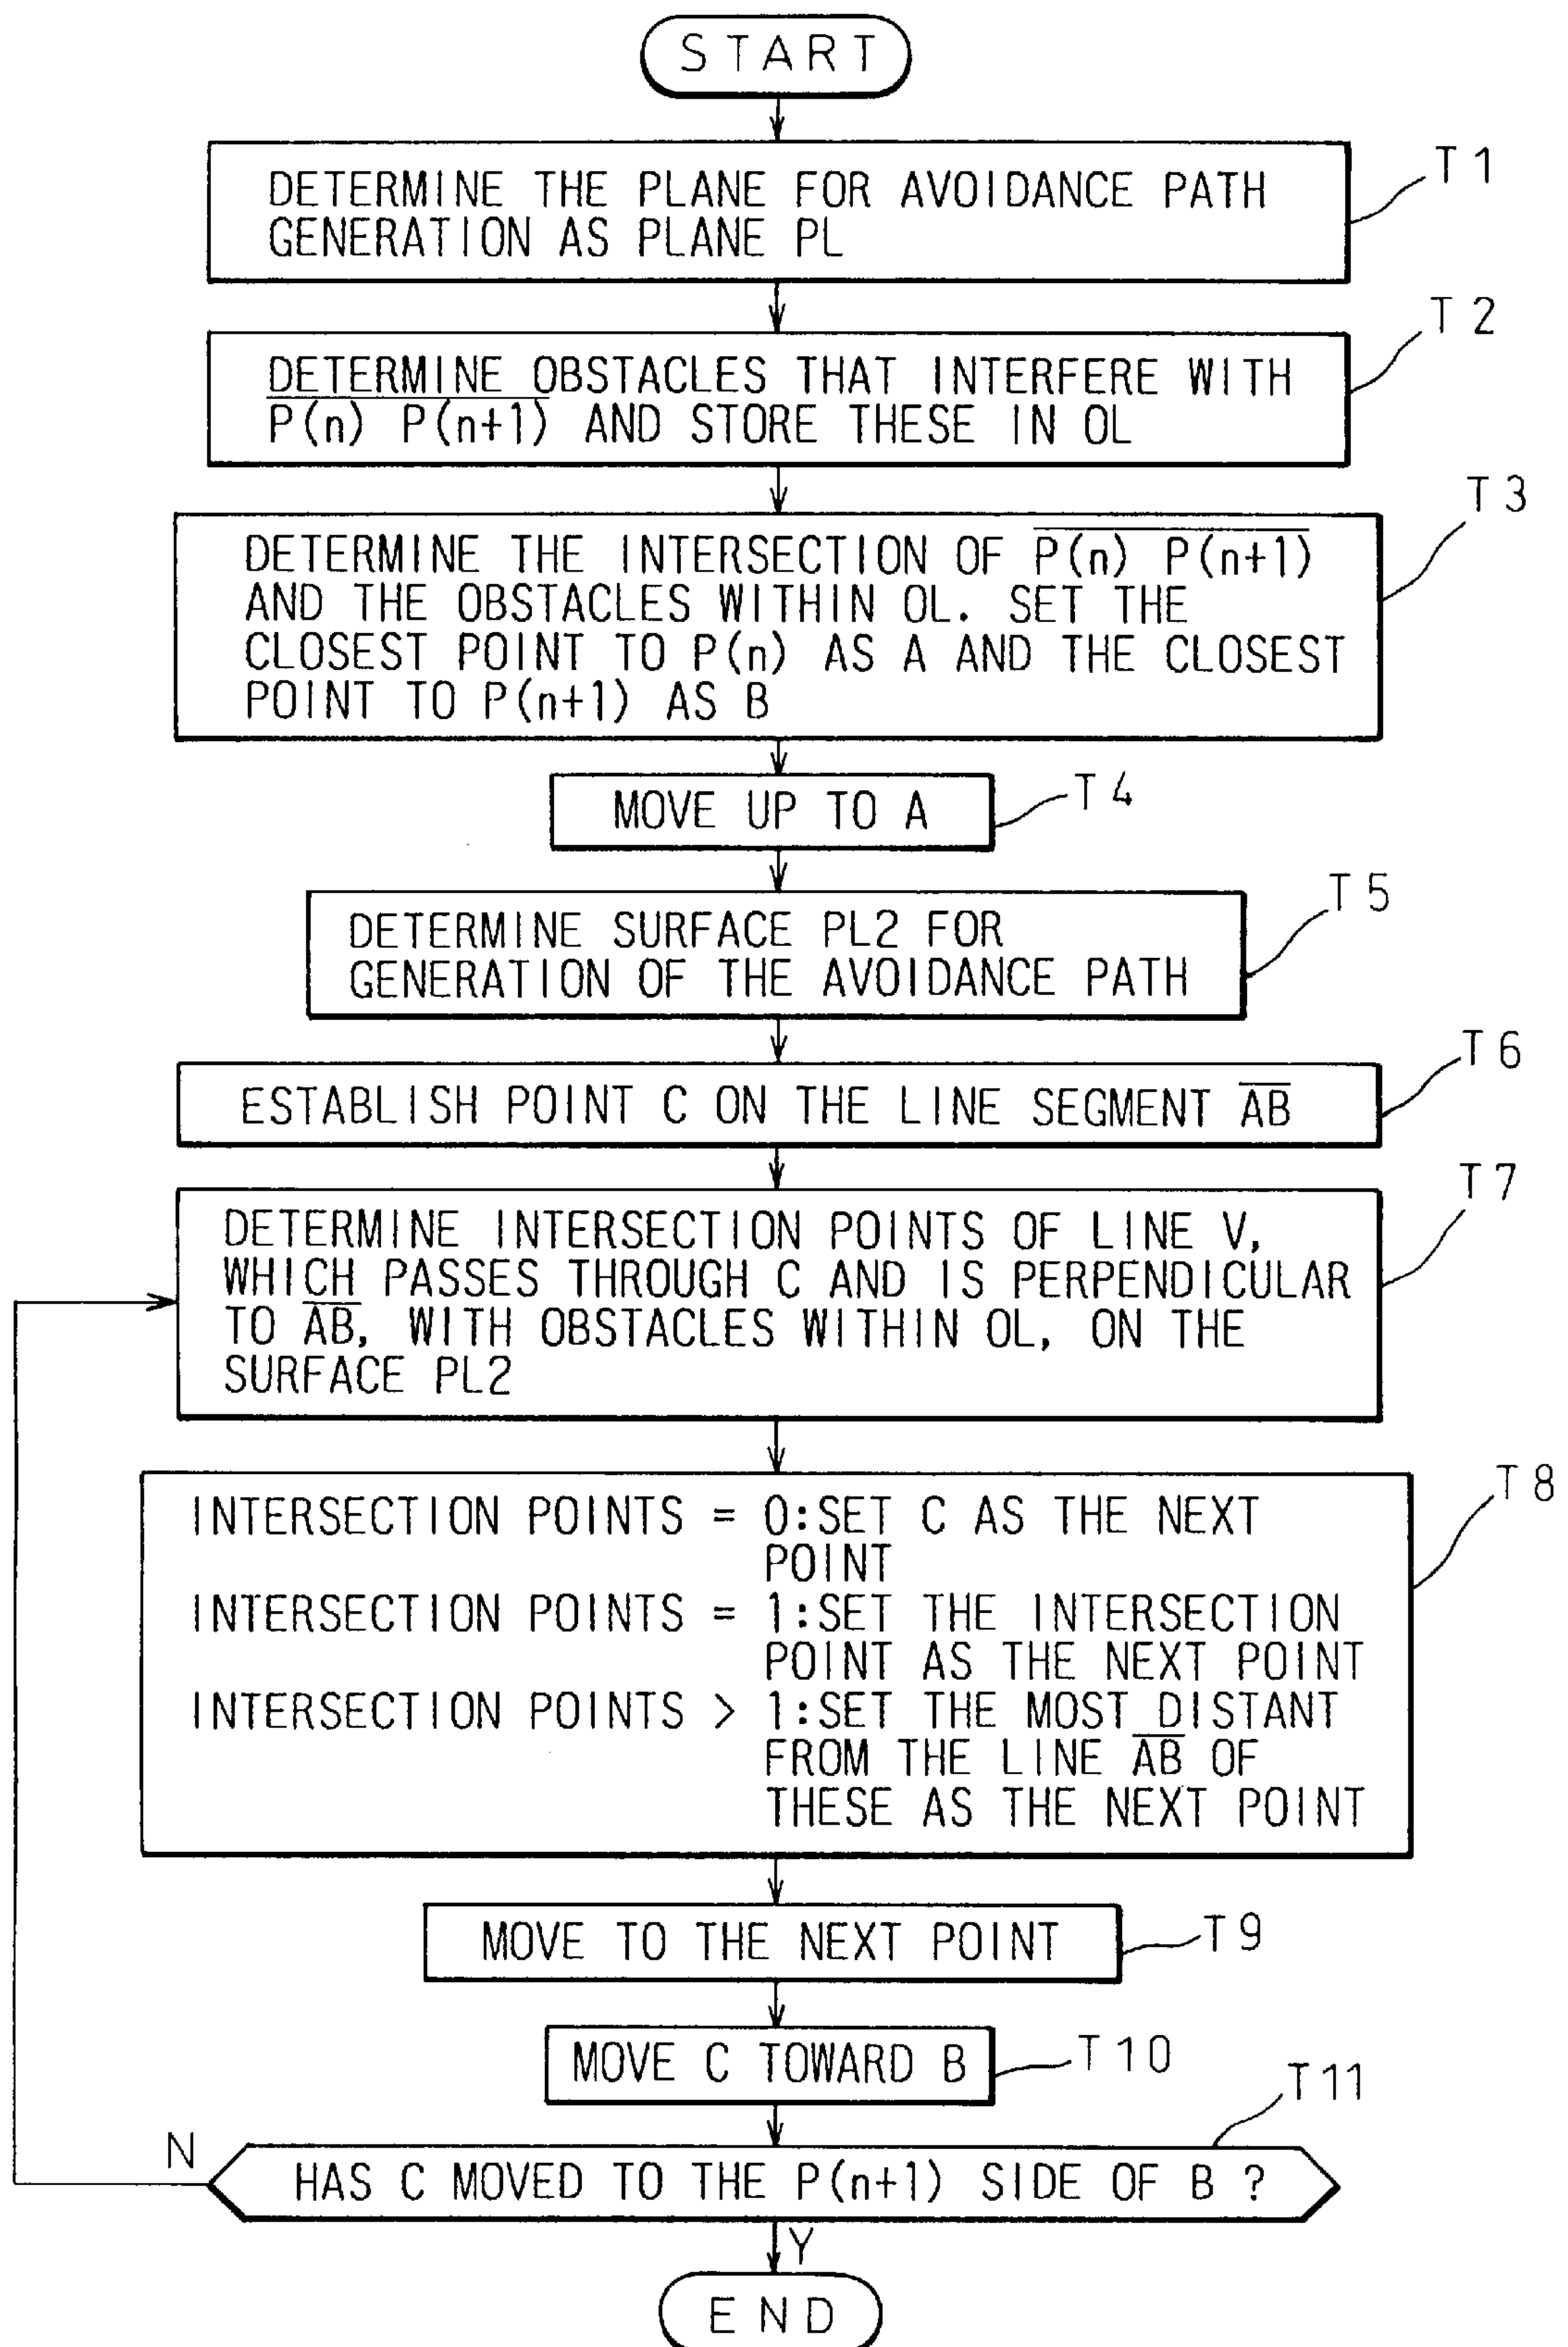 START
T1
DETERMINE THE PLANE FOR AVOIDANCE PATH
GENERATION AS PLANE PL
T2
DETERMINE OBSTACLES THAT INTERFERE WITH
P(n) P(n+1) AND STORE THESE IN OL
T3
DETERMINE THE INTERSECTION OF P(n) P(n+1)
AND THE OBSTACLES WITHIN OL. SET THE
CLOSEST POINT TO P(n) AS A AND THE CLOSEST
POINT TO P(n+1) AS B
T4
MOVE UP TO A
T5
DETERMINE SURFACE PL2 FOR
GENERATION OF THE AVOIDANCE PATH
T6
ESTABLISH POINT C ON THE LINE SEGMENT AB
T7
DETERMINE INTERSECTION POINTS OF LINE V,
WHICH PASSES THROUGH C AND IS PERPENDICULAR
TO AB, WITH OBSTACLES WITHIN OL, ON THE
SURFACE PL2
T8
INTERSECTION POINTS = 0:SET C AS THE NEXT
POINT
INTERSECTION POINTS = 1:SET THE INTERSECTION
POINT AS THE NEXT POINT
INTERSECTION POINTS > 1:SET THE MOST DISTANT
FROM THE LINE AB OF
THESE AS THE NEXT POINT
T9
MOVE TO THE NEXT POINT
T10
MOVE C TOWARD B
T11
N
HAS C MOVED TO THE P(n+1) SIDE OF B ?
Y
END